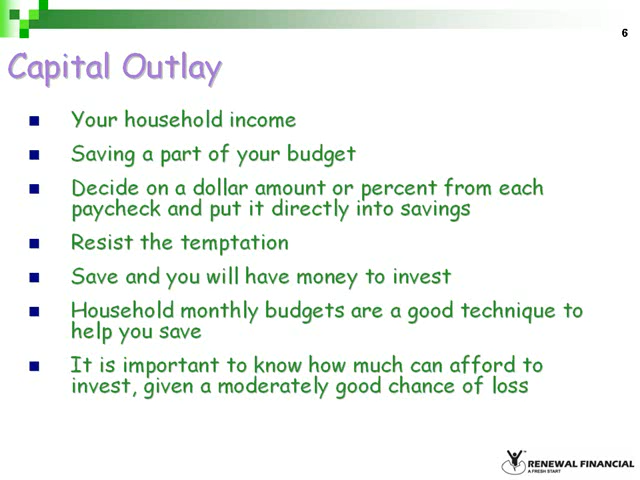 6
Capital Outlay
Your household income
Saving a part of your budget
Decide on a dollar amount or percent from each
paycheck and put it directly into savings
Resist the temptation
Save and you will have money to invest
Household monthly budgets are a good technique to
help you save
It is important to know how much can afford to
invest, given a moderately good chance of loss
RENEWAL FINANCIAL
A FRESH START